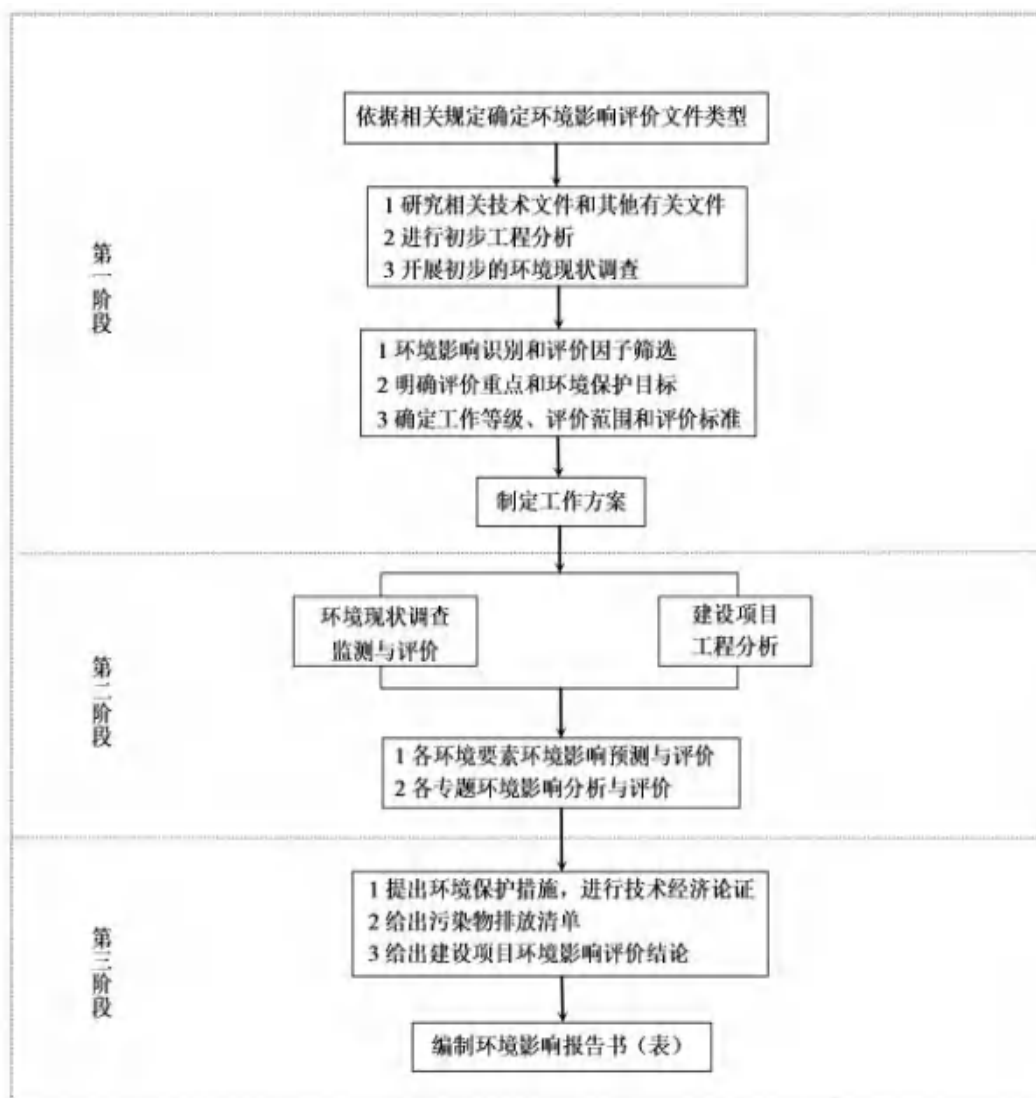 依据相关规定确定环境影响评价文件类型
1 研究相关技术文件和其他有关文件
2 进行初步工程分析
3 开展初步的环境现状调查
第一阶段
1 环境影响识别和评价因子筛选
2 明确评价重点和环境保护目标
3 确定工作等级、评价范围和评价标准
制定工作方案
环境现状调查
监测与评价
建设项目
工程分析
第二阶段
1 各环境要素环境影响预测与评价
2 各专题环境影响分析与评价
1 提出环境保护措施，进行技术经济论证
2 给出污染物排放清单
3 给出建设项目环境影响评价结论
第三阶段
编制环境影响报告书（表）